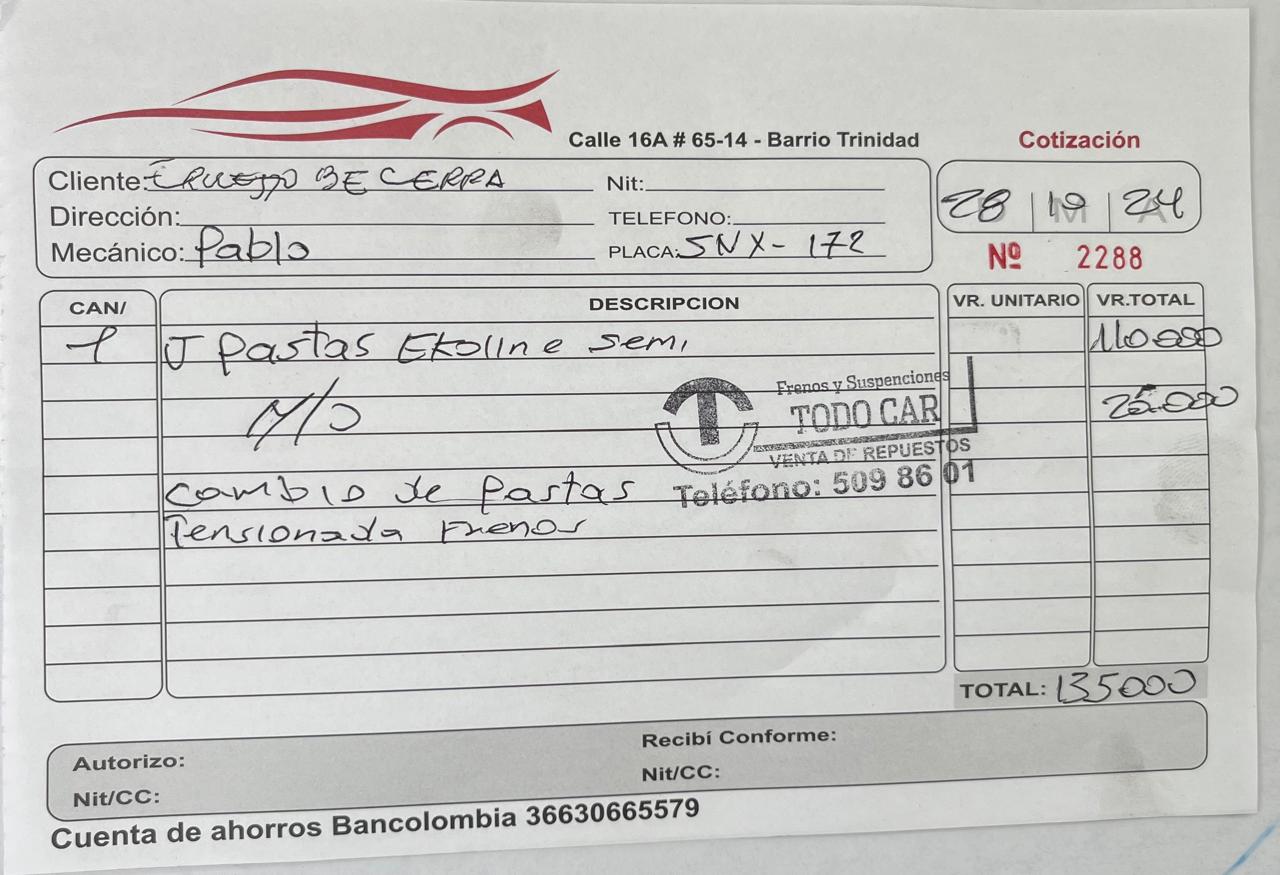 Calle 16A # 65-14 - Barrio Trinidad
Cotización
Cliente: BECERRA
Nit:
28 | 10 | 24
Dirección:
TELEFONO:
Mecánico: Pablo
PLACA: SNX-172
Nº 2288
CAN/ DESCRIPCION VR. UNITARIO VR.TOTAL
1 J Pastas Ekoline semi 110.000
M/O 25.000
Frenos y Suspenciones
TODO CAR
VENTA DE REPUESTOS
Teléfono: 509 86 01
Cambio de Pastas
Tensionada Frenos
TOTAL: 135000
Autorizo:
Recibí Conforme:
Nit/CC:
Nit/CC:
Cuenta de ahorros Bancolombia 36630665579